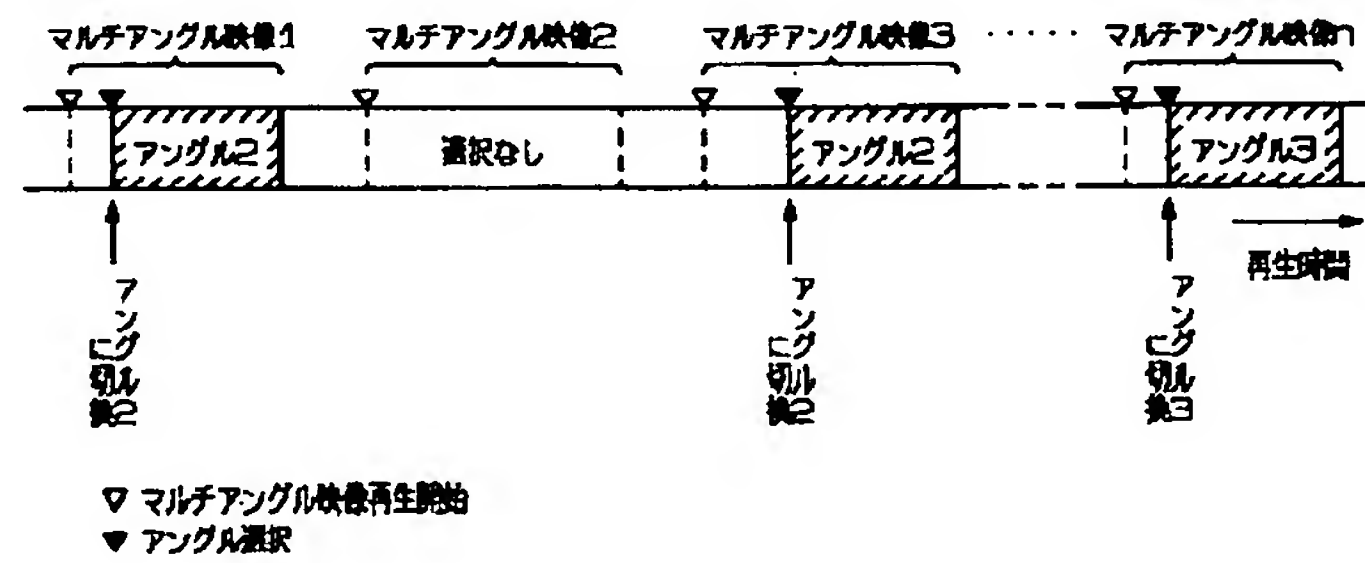 マルチアングル映像1
マルチアングル映像2
マルチアングル映像3
・・・・・
マルチアングル映像n
アングル2
選択なし
アングル2
アングル3
アングル2
に切換
アングル2
に切換
アングル3
に切換
再生時間
▽ マルチアングル映像再生開始
▼ アングル選択